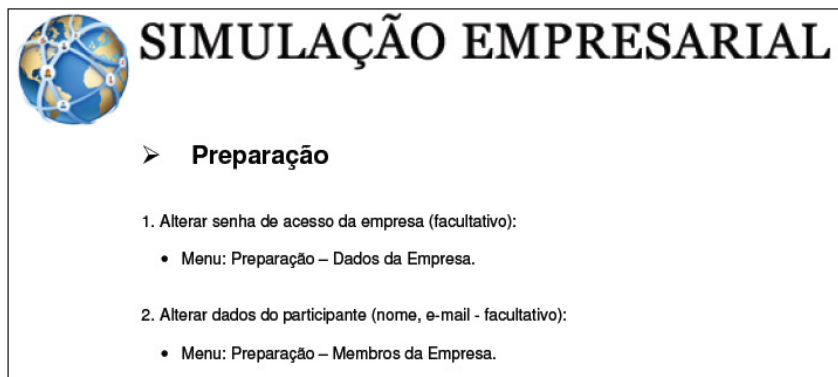 SIMULAÇÃO EMPRESARIAL
➢ Preparação
1. Alterar senha de acesso da empresa (facultativo):
• Menu: Preparação – Dados da Empresa.
2. Alterar dados do participante (nome, e-mail - facultativo):
• Menu: Preparação – Membros da Empresa.